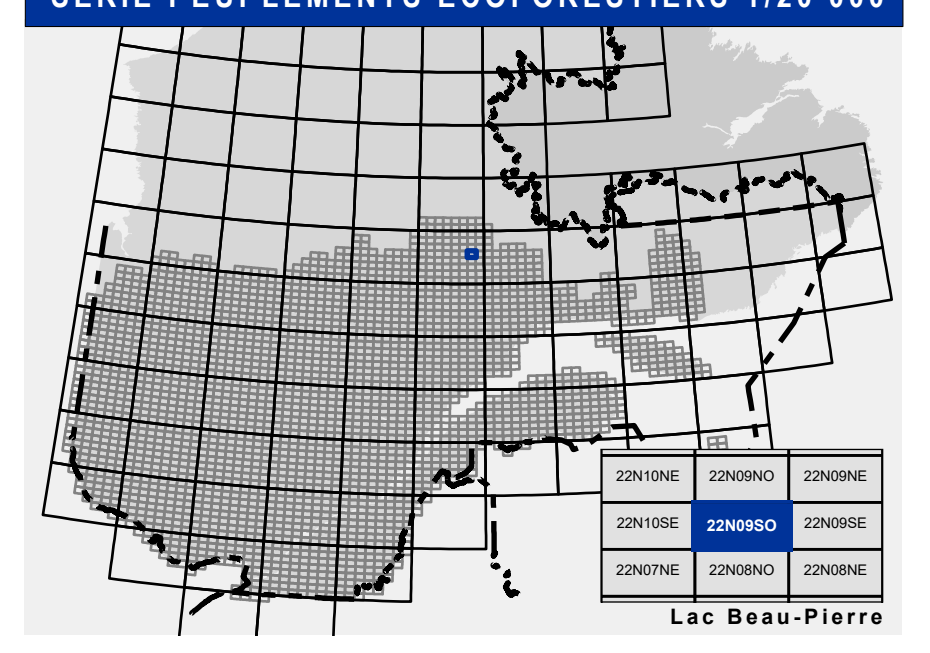 SÉRIE PEUPLEMENTS ÉCOFORESTIERS 1/20 000
22N10NE 22N09NO 22N09NE
22N10SE 22N09SO 22N09SE
22N07NE 22N08NO 22N08NE
Lac Beau-Pierre